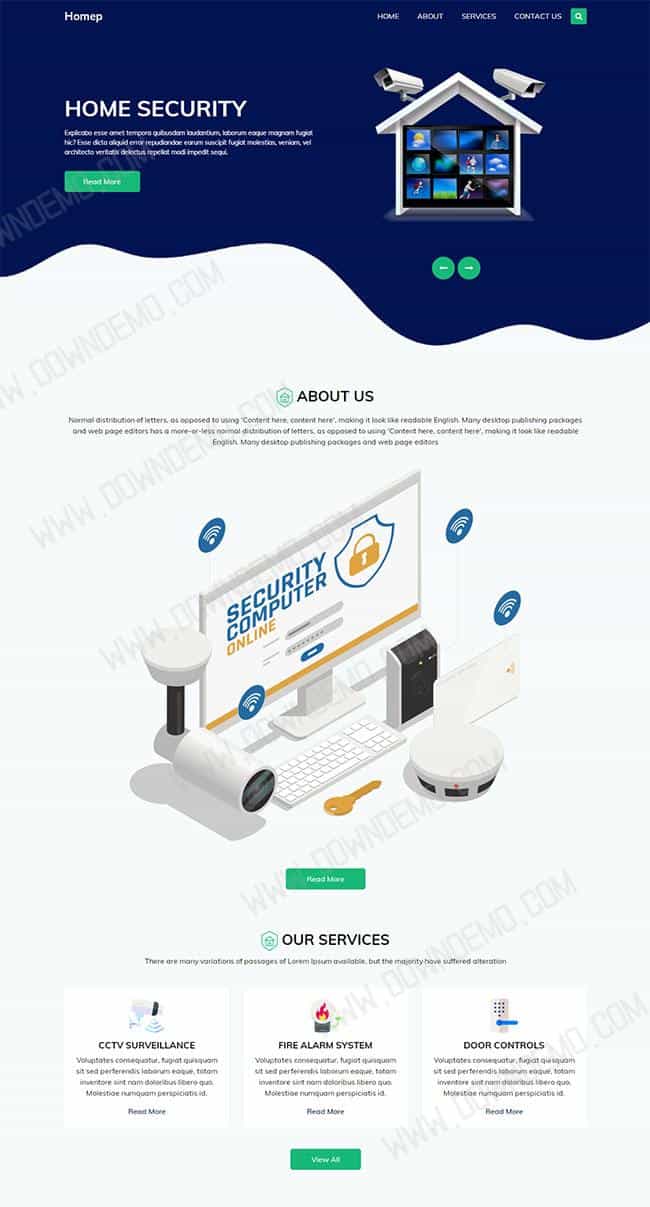 Homep
HOME
ABOUT
SERVICES
CONTACT US
HOME SECURITY
Explicabo esse amet tempora quibusdam laudantium, laborum eaque magnam fugiat
hic? Esse dicta aliquid error repudiandae earum suscipit fugiat molestias, veniam, vel
architecto veritatis delectus repellat modi impedit sequi.
Read More
ABOUT US
Normal distribution of letters, as opposed to using 'Content here, content here', making it look like readable English. Many desktop publishing packages
and web page editors has a more-or-less normal distribution of letters, as opposed to using 'Content here, content here', making it look like readable
English. Many desktop publishing packages and web page editors
SECURITY
COMPUTER
ONLINE
Read More
OUR SERVICES
There are many variations of passages of Lorem Ipsum available, but the majority have suffered alteration
CCTV SURVEILLANCE
Voluptates consequatur, fugiat quisquam
sit sed perferendis laborum eaque, totam
inventore sint nam doloribus libero quo.
Molestiae numquam perspiciatis id.
Read More
FIRE ALARM SYSTEM
Voluptates consequatur, fugiat quisquam
sit sed perferendis laborum eaque, totam
inventore sint nam doloribus libero quo.
Molestiae numquam perspiciatis id.
Read More
DOOR CONTROLS
Voluptates consequatur, fugiat quisquam
sit sed perferendis laborum eaque, totam
inventore sint nam doloribus libero quo.
Molestiae numquam perspiciatis id.
Read More
View All
WWW.DOWNDEMO.COM